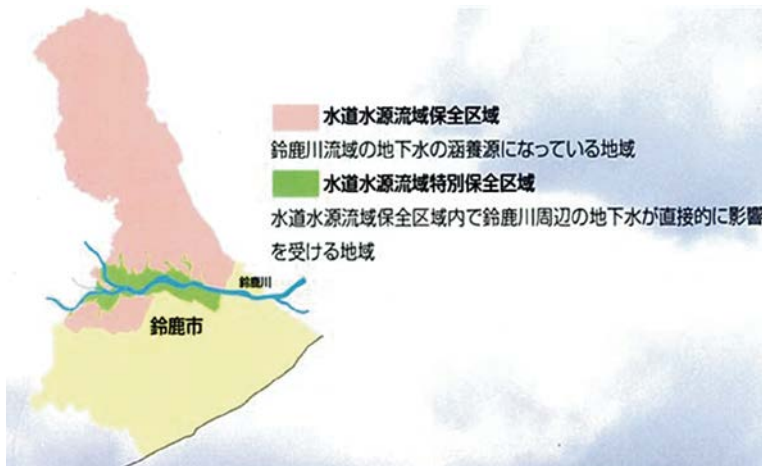 水道水源流域保全区域
鈴鹿川流域の地下水の涵養源になっている地域
水道水源流域特別保全区域
水道水源流域保全区域内で鈴鹿川周辺の地下水が直接的に影響
を受ける地域
鈴鹿川
鈴鹿市